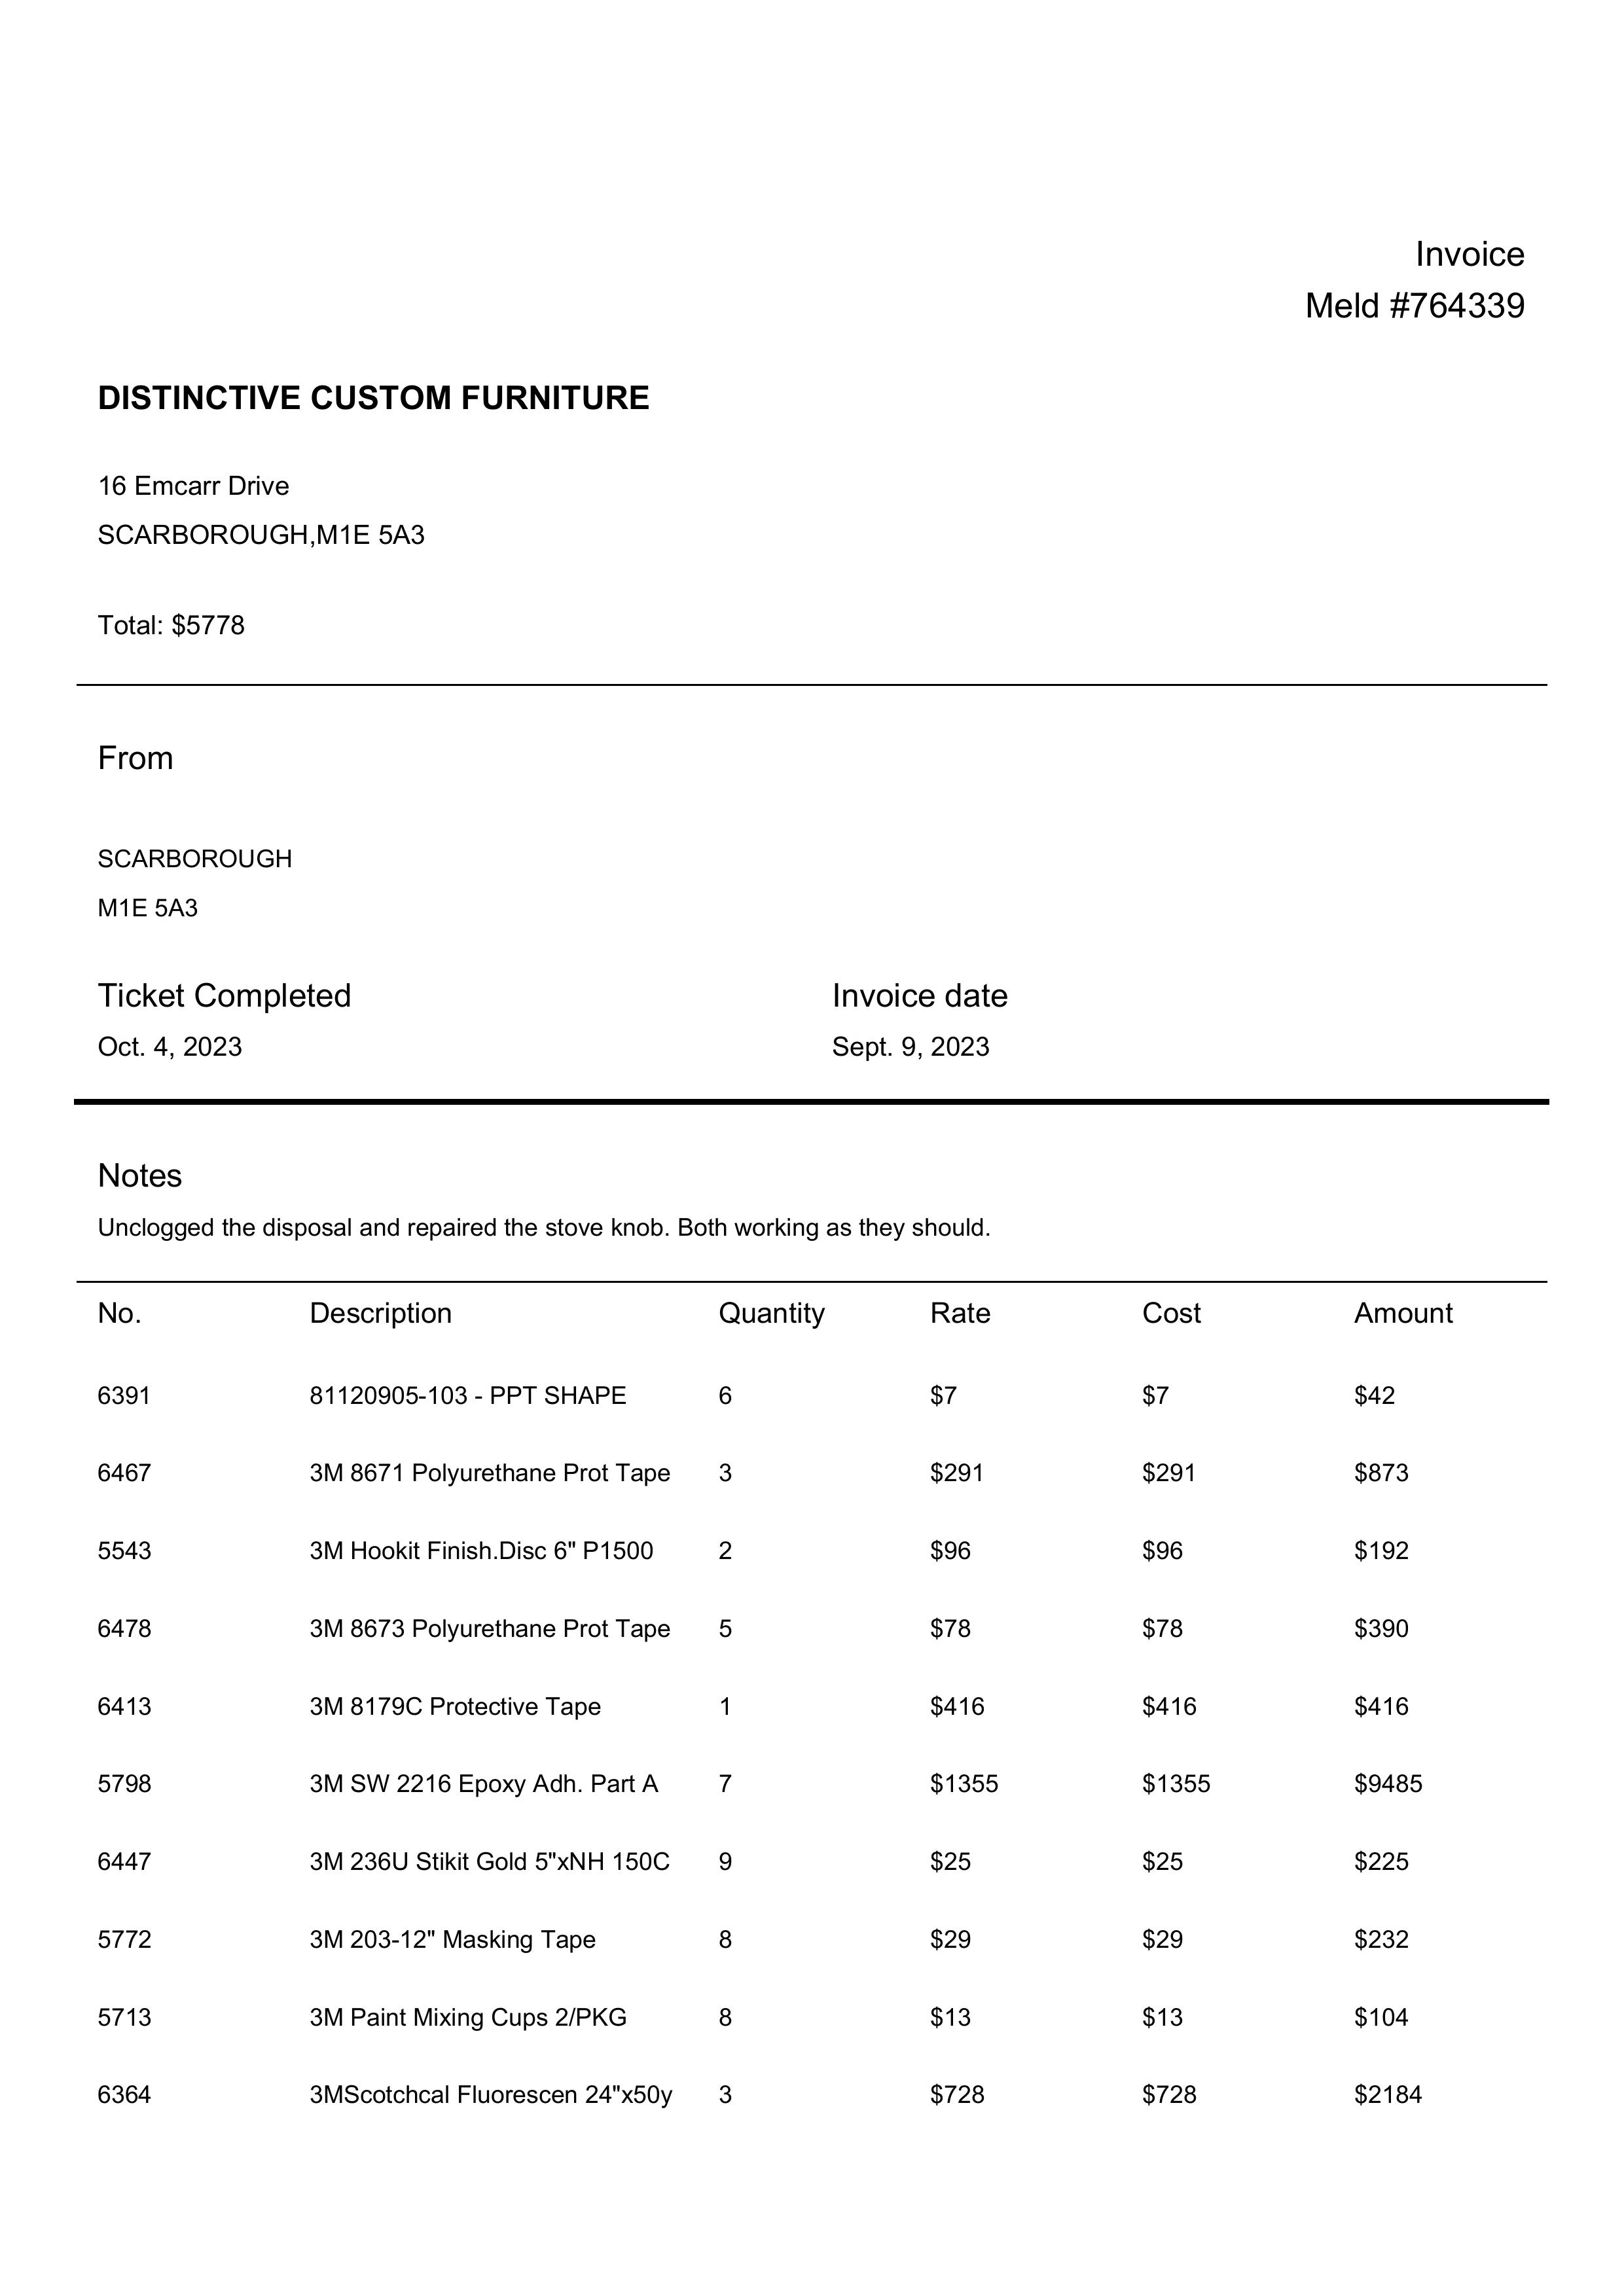 Invoice
Meld #764339
DISTINCTIVE CUSTOM FURNITURE
16 Emcarr Drive
SCARBOROUGH,M1E 5A3
Total: $5778
From
SCARBOROUGH
M1E 5A3
Ticket Completed Invoice date
Oct. 4, 2023 Sept. 9, 2023
Notes
Unclogged the disposal and repaired the stove knob. Both working as they should.
No. Description Quantity Rate Cost Amount
6391 81120905-103 - PPT SHAPE 6 $7 $7 $42
6467 3M 8671 Polyurethane Prot Tape 3 $291 $291 $873
5543 3M Hookit Finish.Disc 6" P1500 2 $96 $96 $192
6478 3M 8673 Polyurethane Prot Tape 5 $78 $78 $390
6413 3M 8179C Protective Tape 1 $416 $416 $416
5798 3M SW 2216 Epoxy Adh. Part A 7 $1355 $1355 $9485
6447 3M 236U Stikit Gold 5"xNH 150C 9 $25 $25 $225
5772 3M 203-12" Masking Tape 8 $29 $29 $232
5713 3M Paint Mixing Cups 2/PKG 8 $13 $13 $104
6364 3MScotchcal Fluorescen 24"x50y 3 $728 $728 $2184